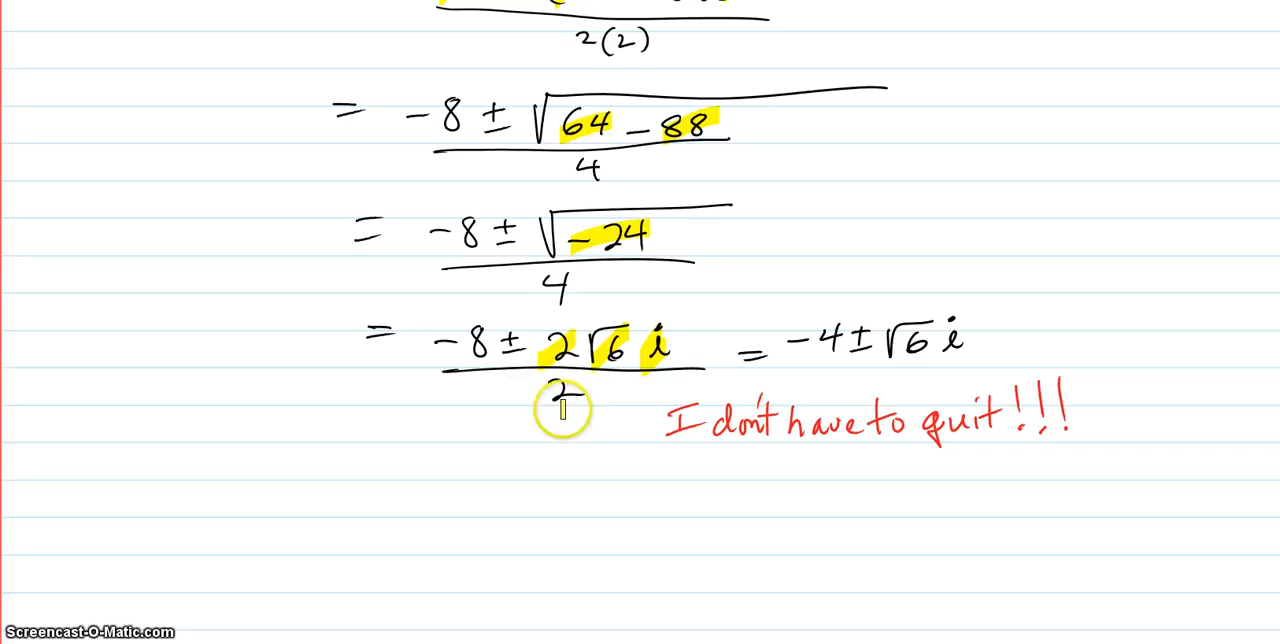 2(2)
= -8 ± √64 - 88
4
= -8 ± √-24
4
= -8 ± 2√6 i = -4 ± √6 i
2
I don't have to quit!!!
Screencast-O-Matic.com